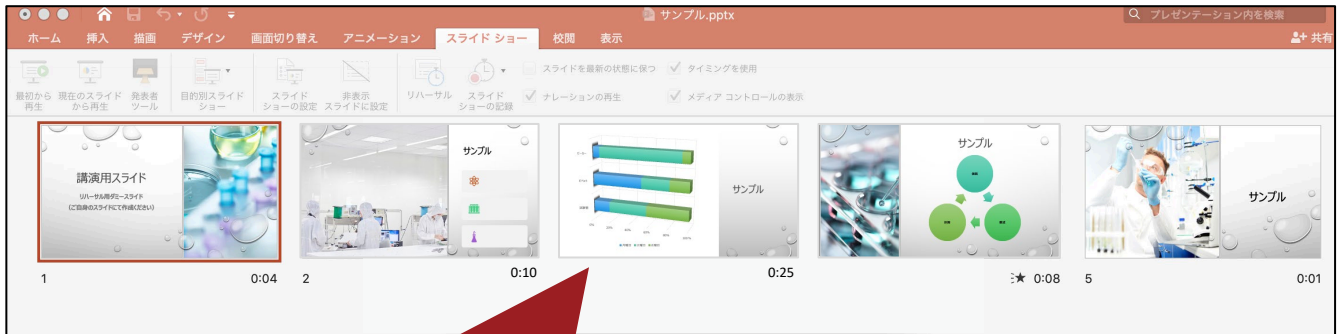 サンプル.pptx
プレゼンテーション内を検索
ホーム 挿入 描画 デザイン 画面切り替え アニメーション スライド ショー 校閲 表示 共有
最初から再生
現在のスライドから再生
発表者ツール
目的別スライドショー
スライドショーの設定
非表示スライドに設定
リハーサル
スライドショーの記録
スライドを最新の状態に保つ タイミングを使用
ナレーションの再生 メディア コントロールの表示
講演用スライド
リハーサル用ダミースライド
(ご自身のスライドにて作成ください)
サンプル
サンプル
サンプル
サンプル
1 0:04 2 0:10 0:25 0:08 5 0:01